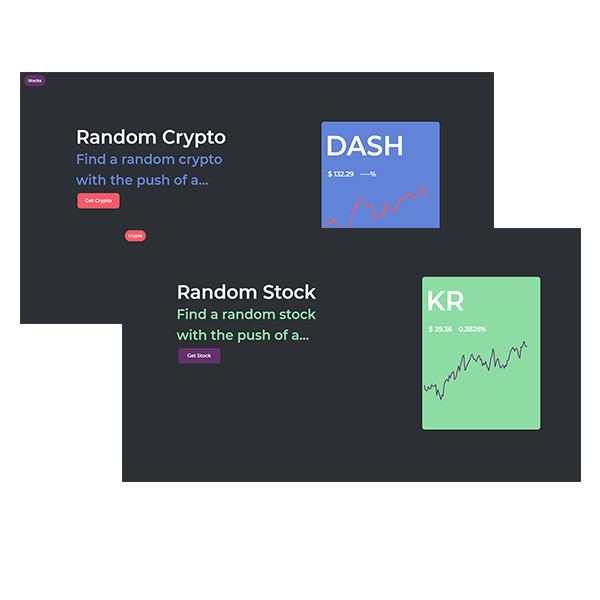 Stocks
Random Crypto
Find a random crypto
with the push of a...
Get Crypto
DASH
$ 132.29 ----%
Crypto
Random Stock
Find a random stock
with the push of a...
Get Stock
KR
$ 39.36 0.3826%